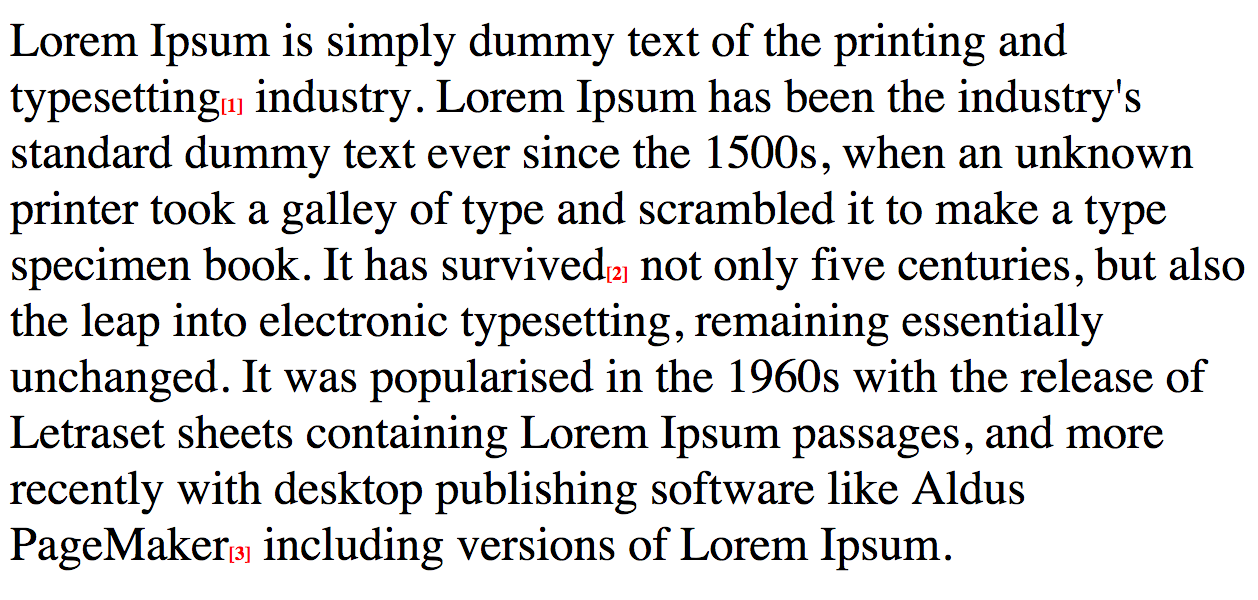 Lorem Ipsum is simply dummy text of the printing and
typesetting[1] industry. Lorem Ipsum has been the industry's
standard dummy text ever since the 1500s, when an unknown
printer took a galley of type and scrambled it to make a type
specimen book. It has survived[2] not only five centuries, but also
the leap into electronic typesetting, remaining essentially
unchanged. It was popularised in the 1960s with the release of
Letraset sheets containing Lorem Ipsum passages, and more
recently with desktop publishing software like Aldus
PageMaker[3] including versions of Lorem Ipsum.